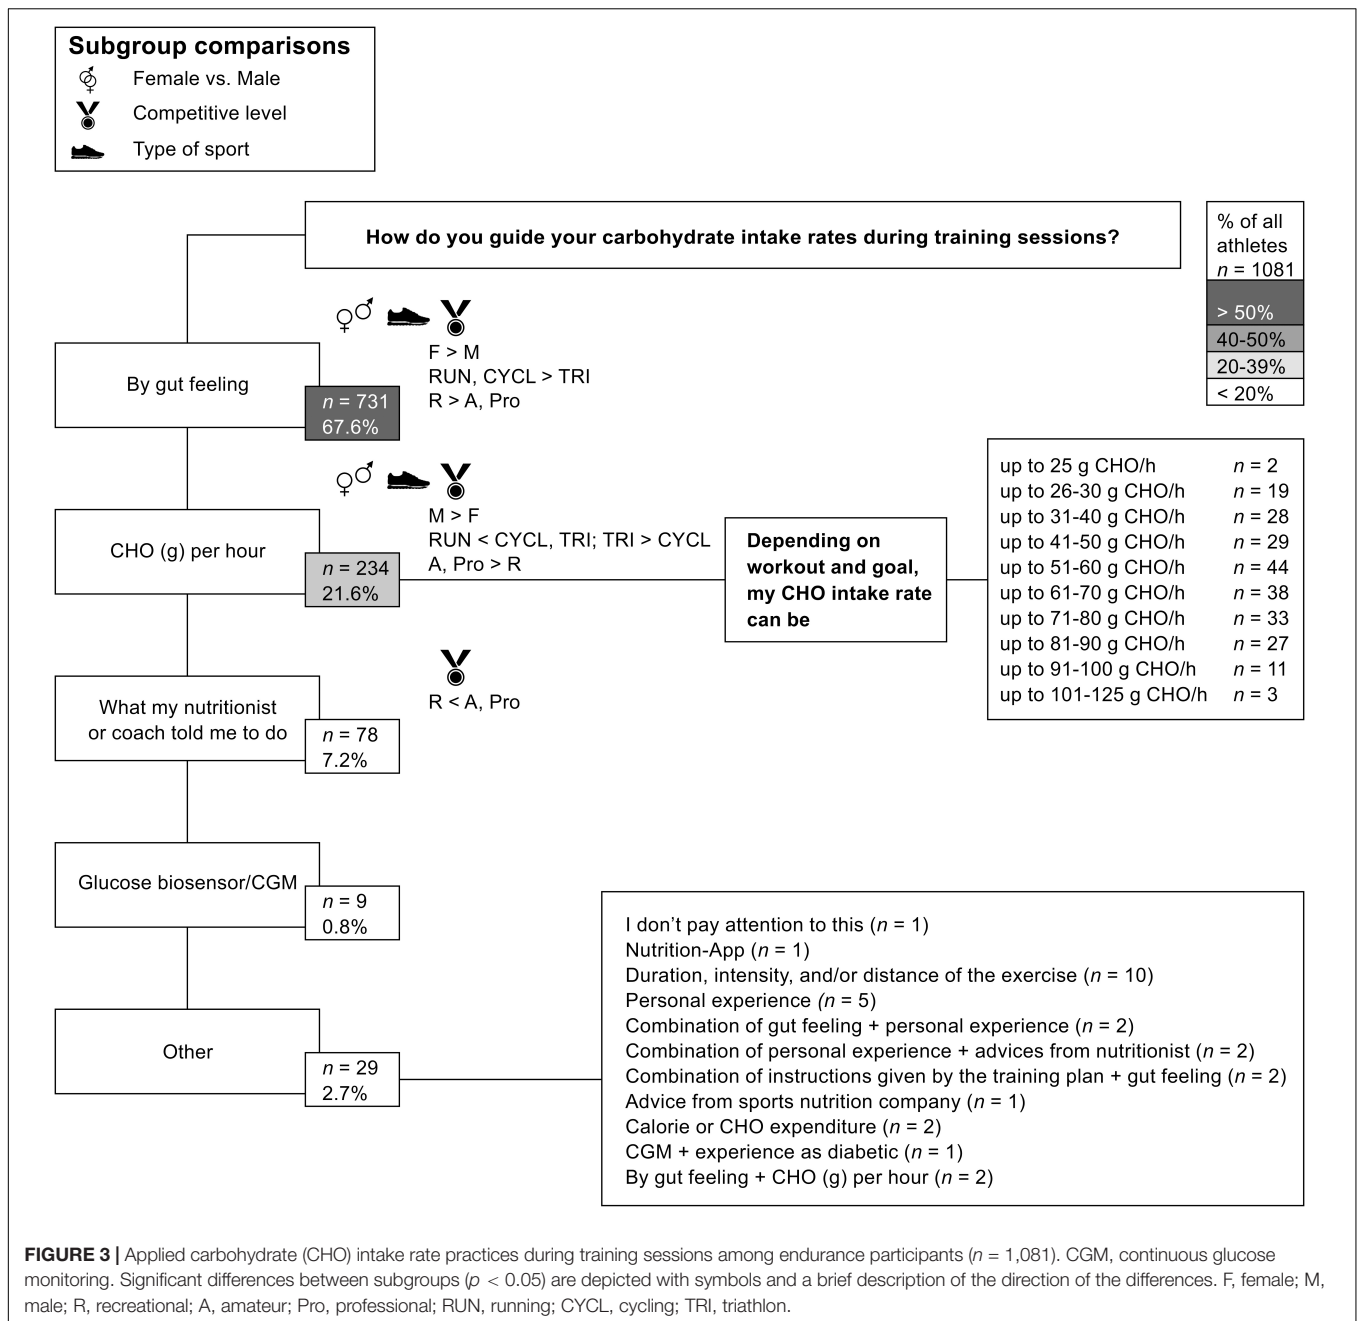 Subgroup comparisons
Female vs. Male
Competitive level
Type of sport
How do you guide your carbohydrate intake rates during training sessions?
% of all
athletes
n = 1081
> 50%
40-50%
20-39%
< 20%
By gut feeling
n = 731
67.6%
F > M
RUN, CYCL > TRI
R > A, Pro
CHO (g) per hour
n = 234
21.6%
M > F
RUN < CYCL, TRI; TRI > CYCL
A, Pro > R
Depending on
workout and goal,
my CHO intake rate
can be
up to 25 g CHO/h n = 2
up to 26-30 g CHO/h n = 19
up to 31-40 g CHO/h n = 28
up to 41-50 g CHO/h n = 29
up to 51-60 g CHO/h n = 44
up to 61-70 g CHO/h n = 38
up to 71-80 g CHO/h n = 33
up to 81-90 g CHO/h n = 27
up to 91-100 g CHO/h n = 11
up to 101-125 g CHO/h n = 3
What my nutritionist
or coach told me to do
n = 78
7.2%
R < A, Pro
Glucose biosensor/CGM
n = 9
0.8%
Other
n = 29
2.7%
I don't pay attention to this (n = 1)
Nutrition-App (n = 1)
Duration, intensity, and/or distance of the exercise (n = 10)
Personal experience (n = 5)
Combination of gut feeling + personal experience (n = 2)
Combination of personal experience + advices from nutritionist (n = 2)
Combination of instructions given by the training plan + gut feeling (n = 2)
Advice from sports nutrition company (n = 1)
Calorie or CHO expenditure (n = 2)
CGM + experience as diabetic (n = 1)
By gut feeling + CHO (g) per hour (n = 2)
FIGURE 3 | Applied carbohydrate (CHO) intake rate practices during training sessions among endurance participants (n = 1,081). CGM, continuous glucose
monitoring. Significant differences between subgroups (p < 0.05) are depicted with symbols and a brief description of the direction of the differences. F, female; M,
male; R, recreational; A, amateur; Pro, professional; RUN, running; CYCL, cycling; TRI, triathlon.